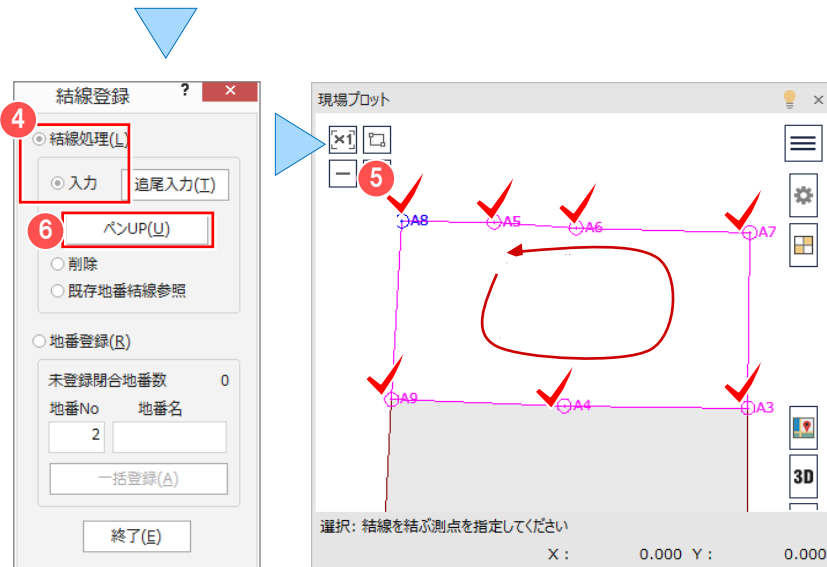 結線登録 ? ×
4
結線処理(L)
入力 追尾入力(T)
6 ペンUP(U)
削除
既存地番結線参照
地番登録(R)
未登録閉合地番数 0
地番No 地番名
2
一括登録(A)
終了(E)
現場プロット ×
×1
5
A8 A5 A6 A7
A9 A4 A3
3D
選択: 結線を結ぶ測点を指定してください
X : 0.000 Y : 0.000